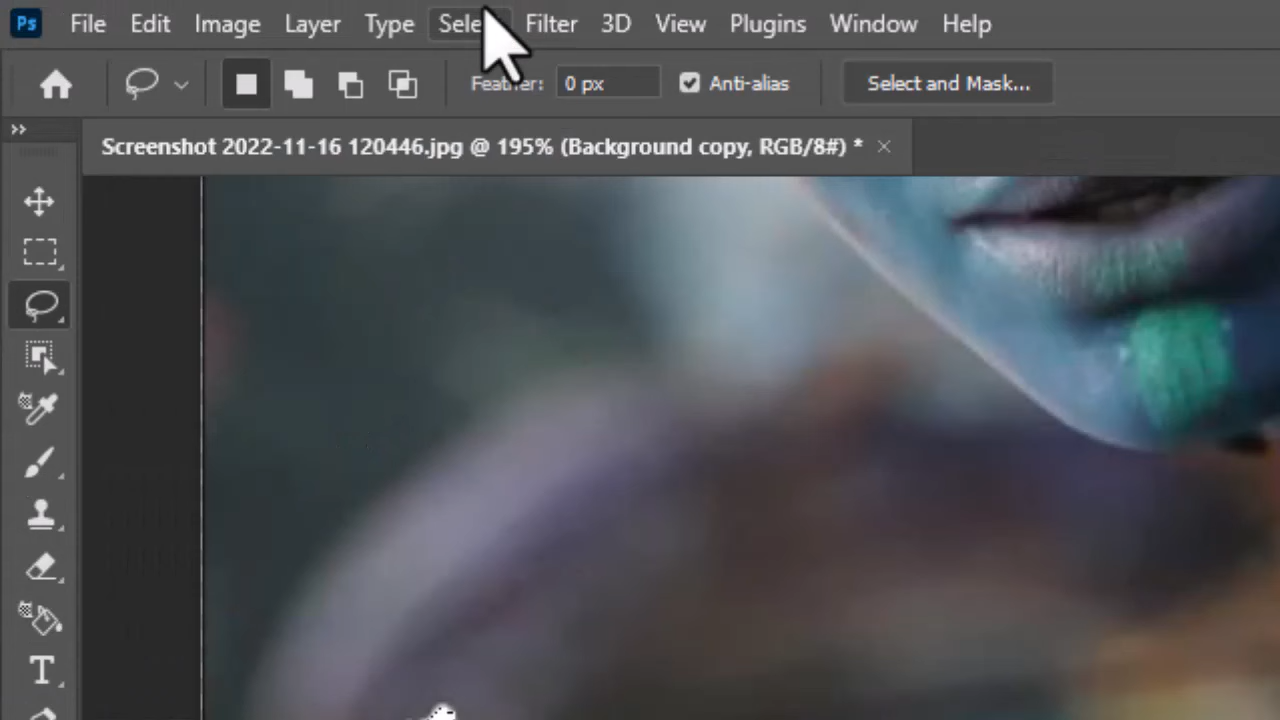 Ps File Edit Image Layer Type Select Filter 3D View Plugins Window Help
Feather: 0 px Anti-alias Select and Mask...
Screenshot 2022-11-16 120446.jpg @ 195% (Background copy, RGB/8#) * ×
T